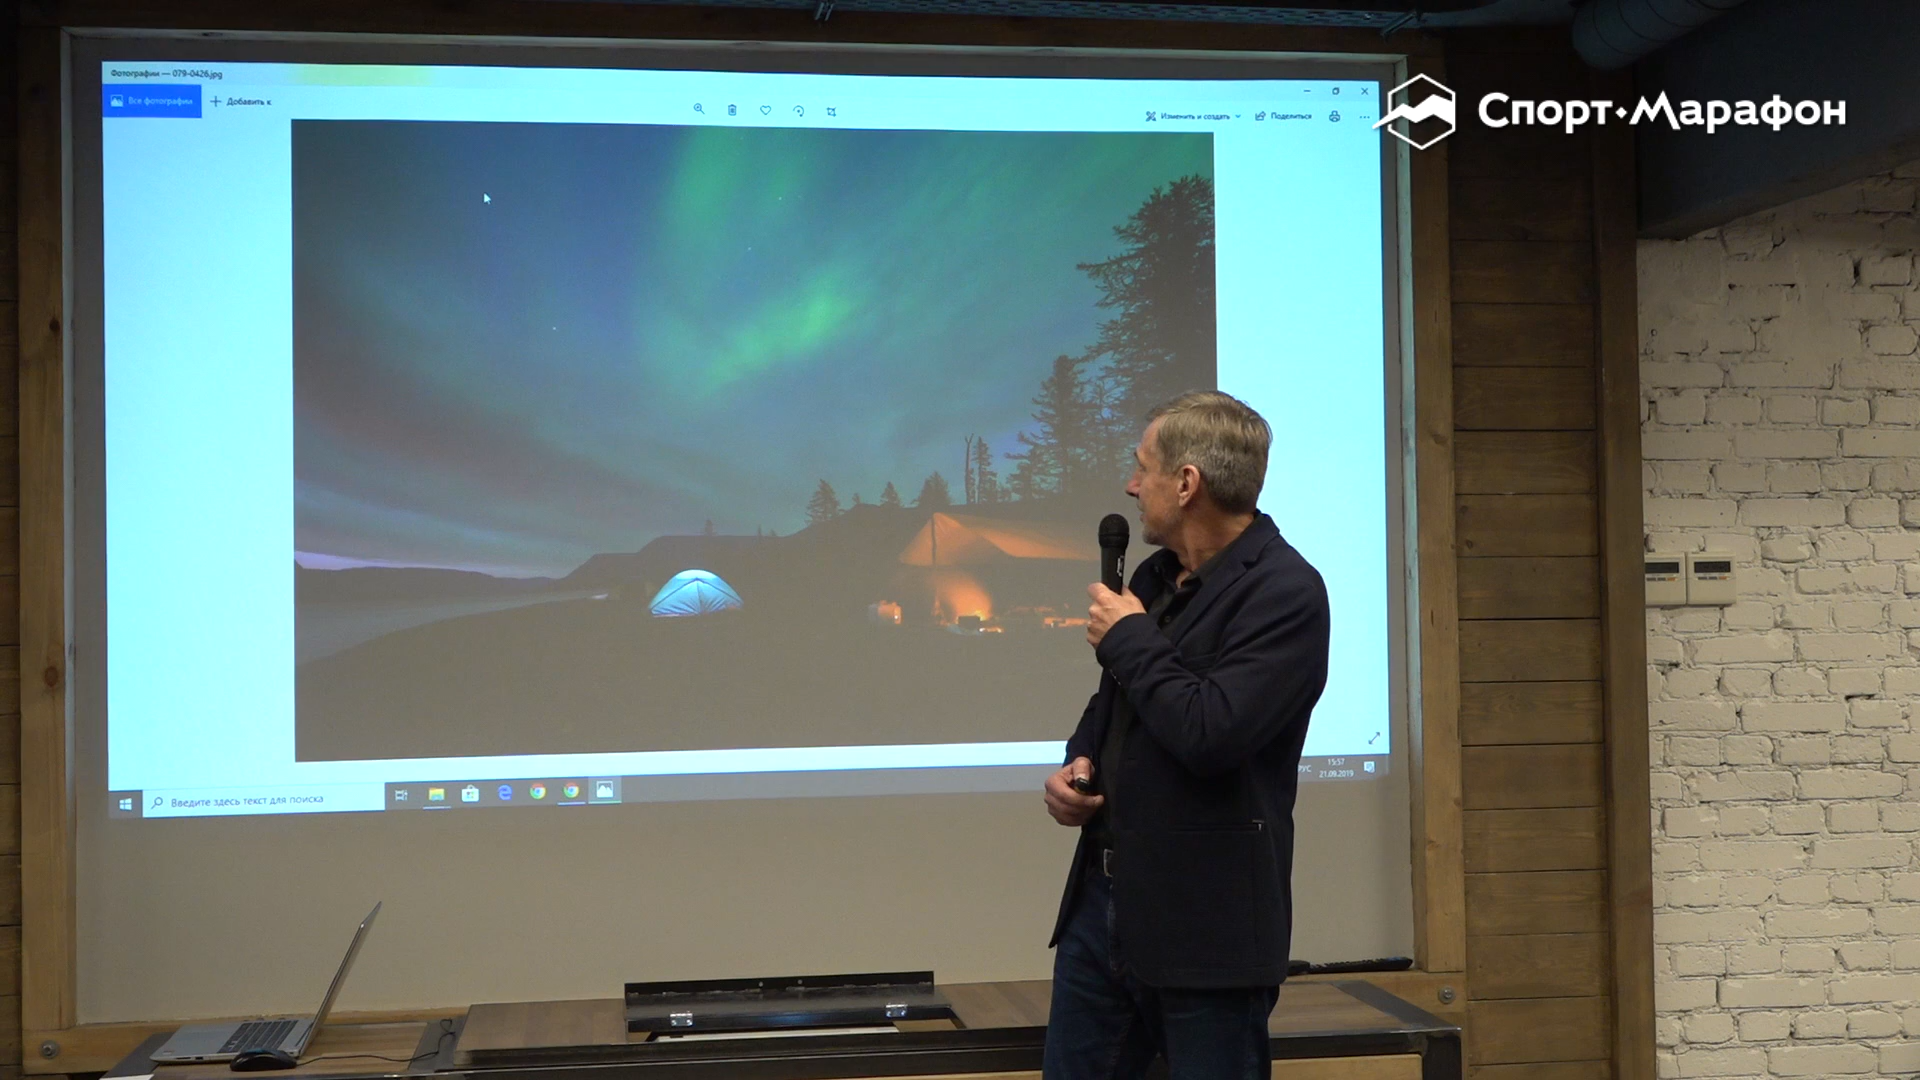 Фотографии — 079-0426.jpg
Все фотографии
Добавить к
Изменить и создать
Поделиться
Спорт·Марафон
Введите здесь текст для поиска
РУС
15:57
21.09.2019